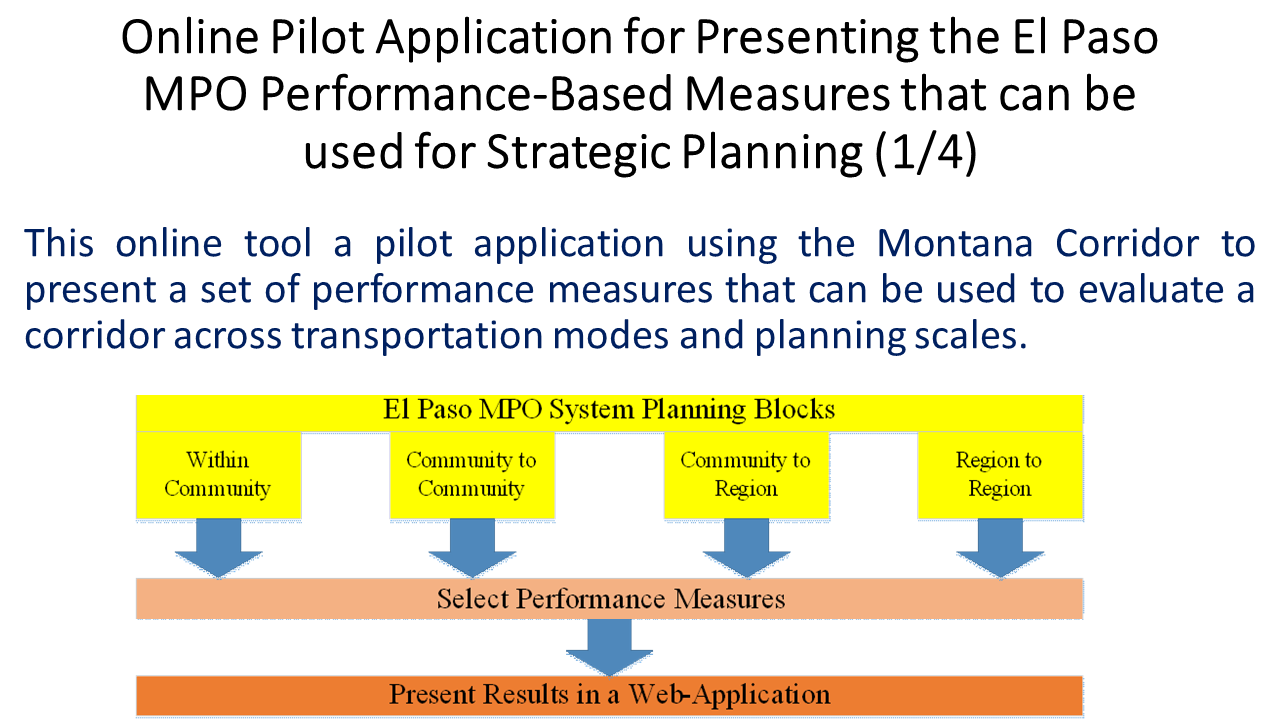 Online Pilot Application for Presenting the El Paso
MPO Performance-Based Measures that can be
used for Strategic Planning (1/4)
This online tool a pilot application using the Montana Corridor to
present a set of performance measures that can be used to evaluate a
corridor across transportation modes and planning scales.
El Paso MPO System Planning Blocks
Within
Community
Community to
Community
Community to
Region
Region to
Region
Select Performance Measures
Present Results in a Web-Application